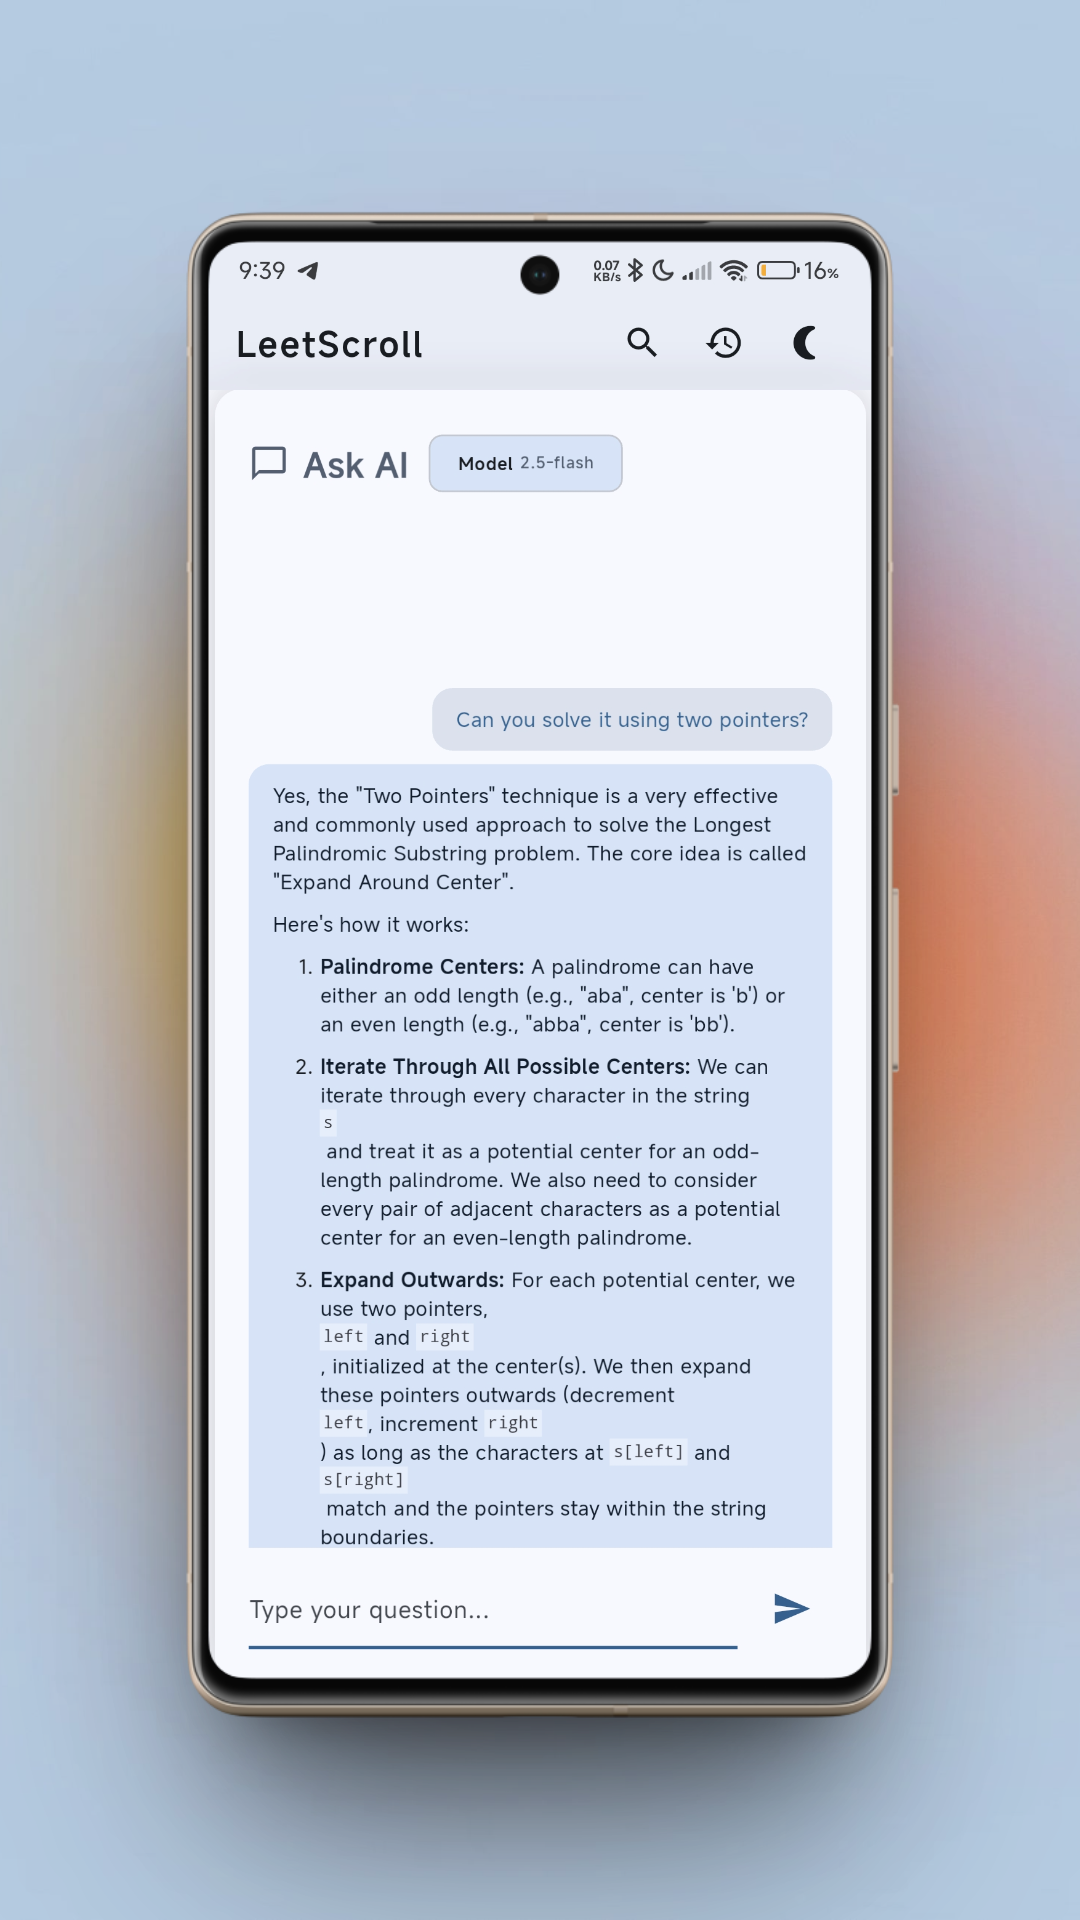 9:39 0.07 KB/s 16%
LeetScroll
Ask AI Model 2.5-flash
Can you solve it using two pointers?
Yes, the "Two Pointers" technique is a very effective
and commonly used approach to solve the Longest
Palindromic Substring problem. The core idea is called
"Expand Around Center".
Here's how it works:
1. Palindrome Centers: A palindrome can have
either an odd length (e.g., "aba", center is 'b') or
an even length (e.g., "abba", center is 'bb').
2. Iterate Through All Possible Centers: We can
iterate through every character in the string
s
and treat it as a potential center for an odd-
length palindrome. We also need to consider
every pair of adjacent characters as a potential
center for an even-length palindrome.
3. Expand Outwards: For each potential center, we
use two pointers,
left and right
, initialized at the center(s). We then expand
these pointers outwards (decrement
left, increment right
) as long as the characters at s[left] and
s[right]
match and the pointers stay within the string
boundaries.
Type your question...